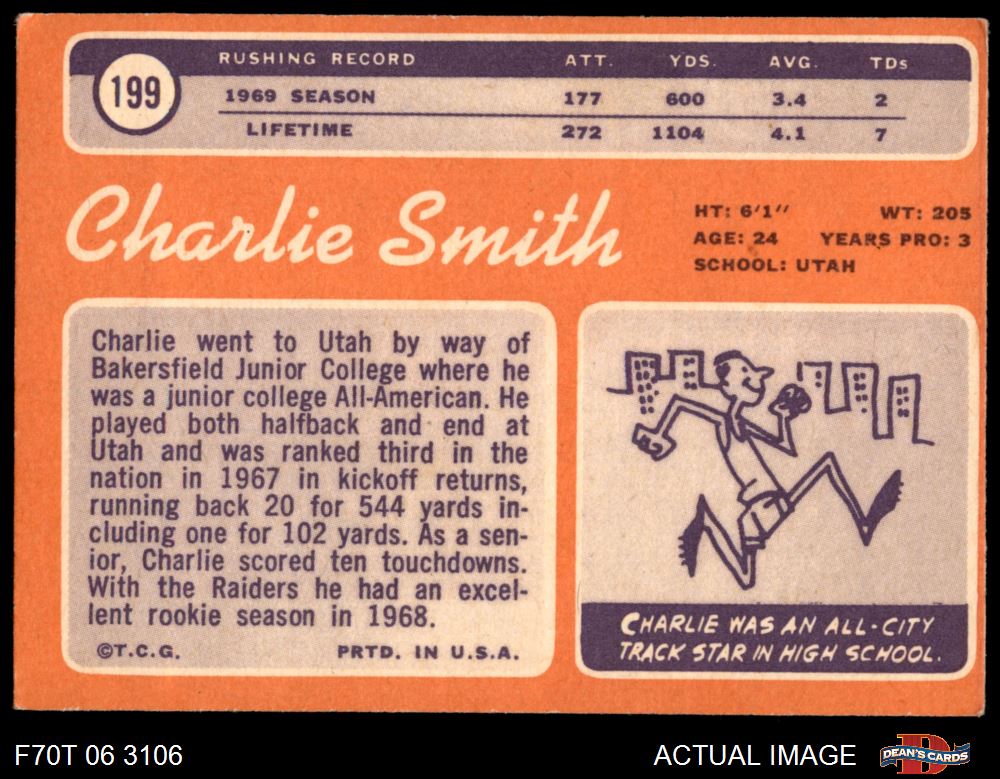 199
RUSHING RECORD ATT. YDS. AVG. TDs
1969 SEASON 177 600 3.4 2
LIFETIME 272 1104 4.1 7
Charlie Smith
HT: 6'1" WT: 205
AGE: 24 YEARS PRO: 3
SCHOOL: UTAH
Charlie went to Utah by way of
Bakersfield Junior College where he
was a junior college All-American. He
played both halfback and end at
Utah and was ranked third in the
nation in 1967 in kickoff returns,
running back 20 for 544 yards in-
cluding one for 102 yards. As a sen-
ior, Charlie scored ten touchdowns.
With the Raiders he had an excel-
lent rookie season in 1968.
©T.C.G. PRTD. IN U.S.A.
CHARLIE WAS AN ALL-CITY
TRACK STAR IN HIGH SCHOOL.
F70T 06 3106 ACTUAL IMAGE DEAN'S CARDS